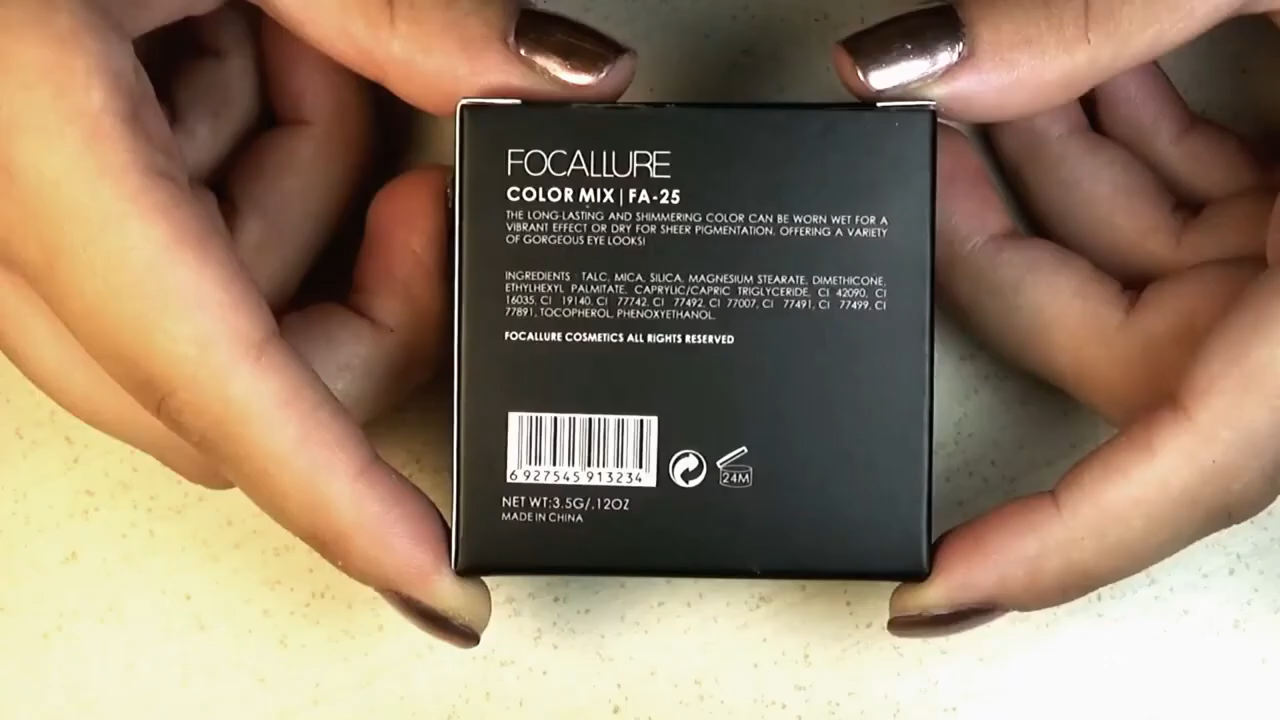 FOCALLURE
COLOR MIX | FA-25
THE LONG-LASTING AND SHIMMERING COLOR CAN BE WORN WET FOR A
VIBRANT EFFECT OR DRY FOR SHEER PIGMENTATION. OFFERING A VARIETY
OF GORGEOUS EYE LOOKS!
INGREDIENTS : TALC, MICA, SILICA, MAGNESIUM STEARATE, DIMETHICONE,
ETHYLHEXYL PALMITATE, CAPRYLIC/CAPRIC TRIGLYCERIDE, CI 42090, CI
16035, CI 19140, CI 77742, CI 77492, CI 77007, CI 77491, CI 77499, CI
77891, TOCOPHEROL, PHENOXYETHANOL.
FOCALLURE COSMETICS ALL RIGHTS RESERVED
6 927545 913234
24M
NET WT:3.5G/.12OZ
MADE IN CHINA